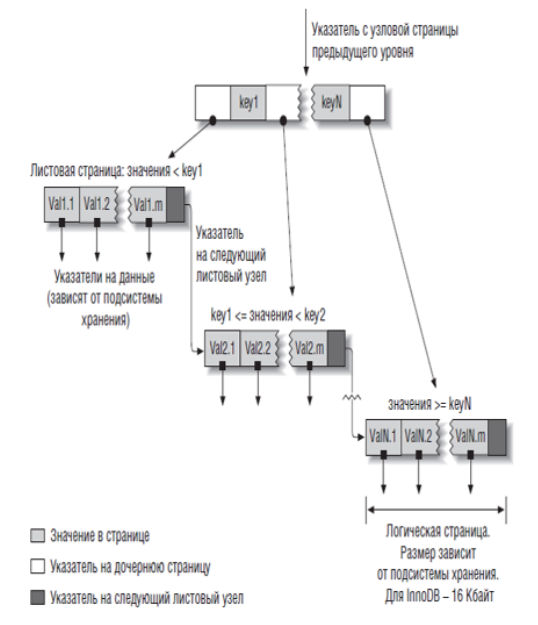 Указатель с узловой страницы
предыдущего уровня
key1
keyN
Листовая страница: значения < key1
Val1.1 Val1.2 Val1.m
Указатель
на следующий
листовый узел
Указатели на данные
(зависят от подсистемы
хранения)
key1 <= значения < key2
Val2.1 Val2.2 Val2.m
значения >= keyN
ValN.1 ValN.2 ValN.m
Логическая страница.
Размер зависит
от подсистемы хранения.
Для InnoDB – 16 Кбайт
Значение в странице
Указатель на дочернюю страницу
Указатель на следующий листовый узел